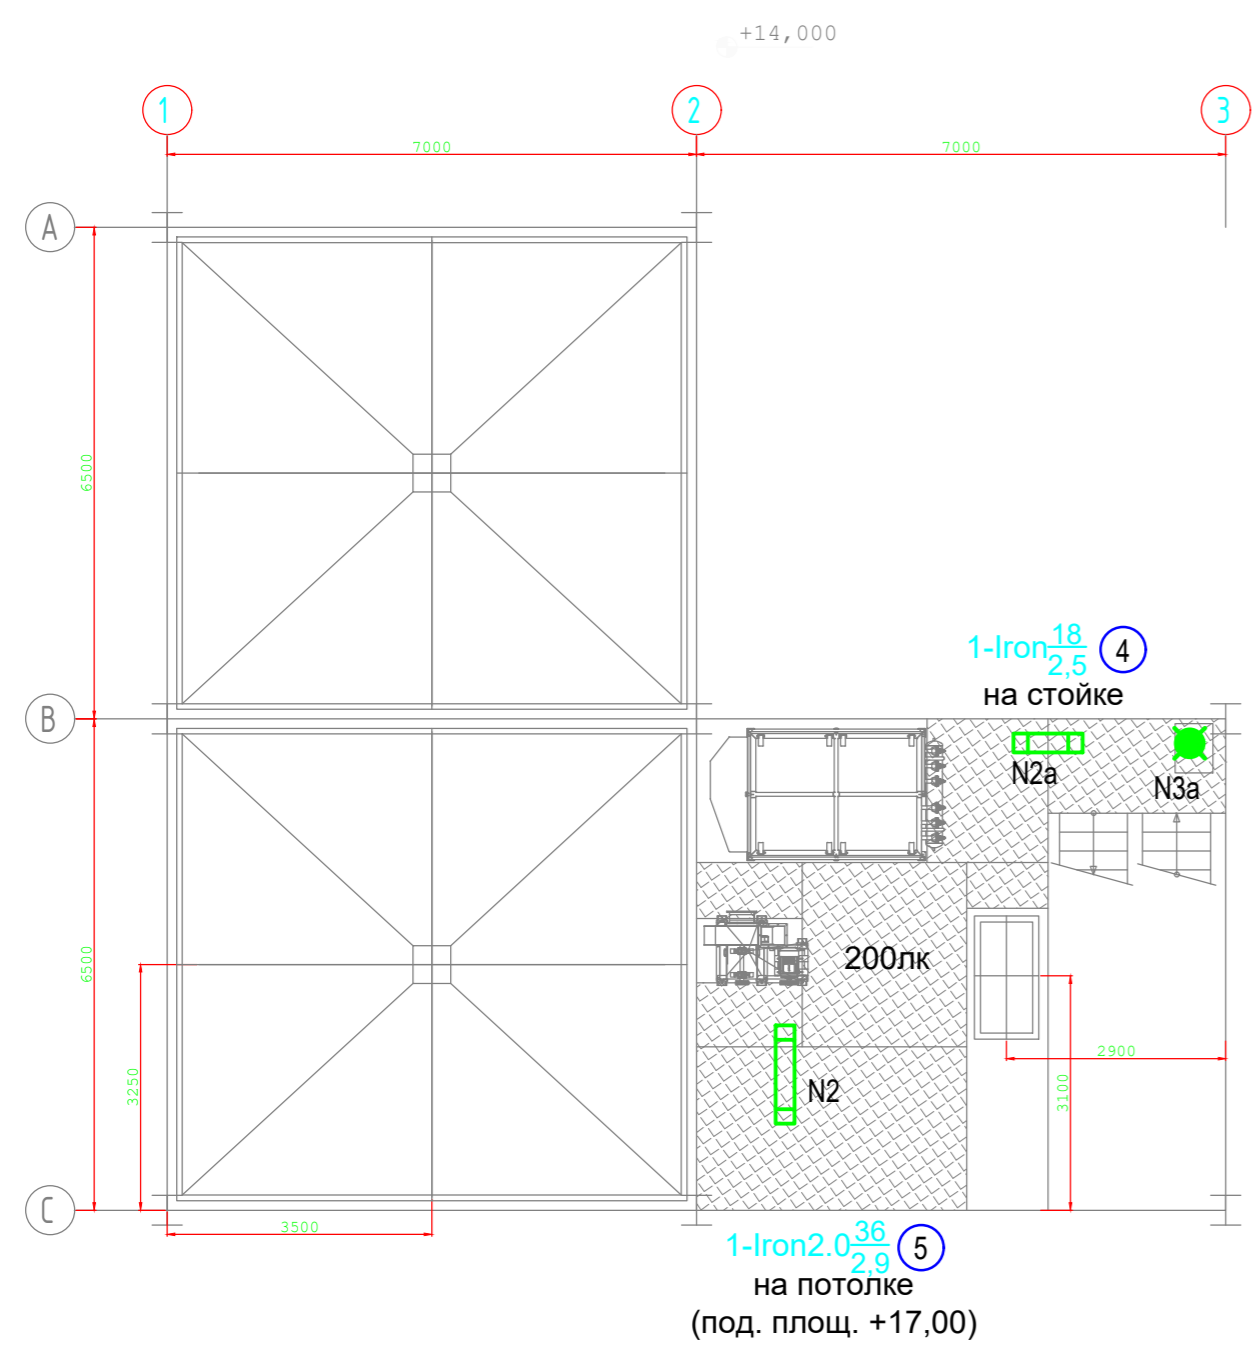 +14,000
1
2
3
7000
7000
A
6500
B
1-Iron 18/2,5 4
на стойке
N2a
N3a
6500
200лк
3250
2900
3100
N2
C
3500
1-Iron2.0 36/2,9 5
на потолке
(под. площ. +17,00)